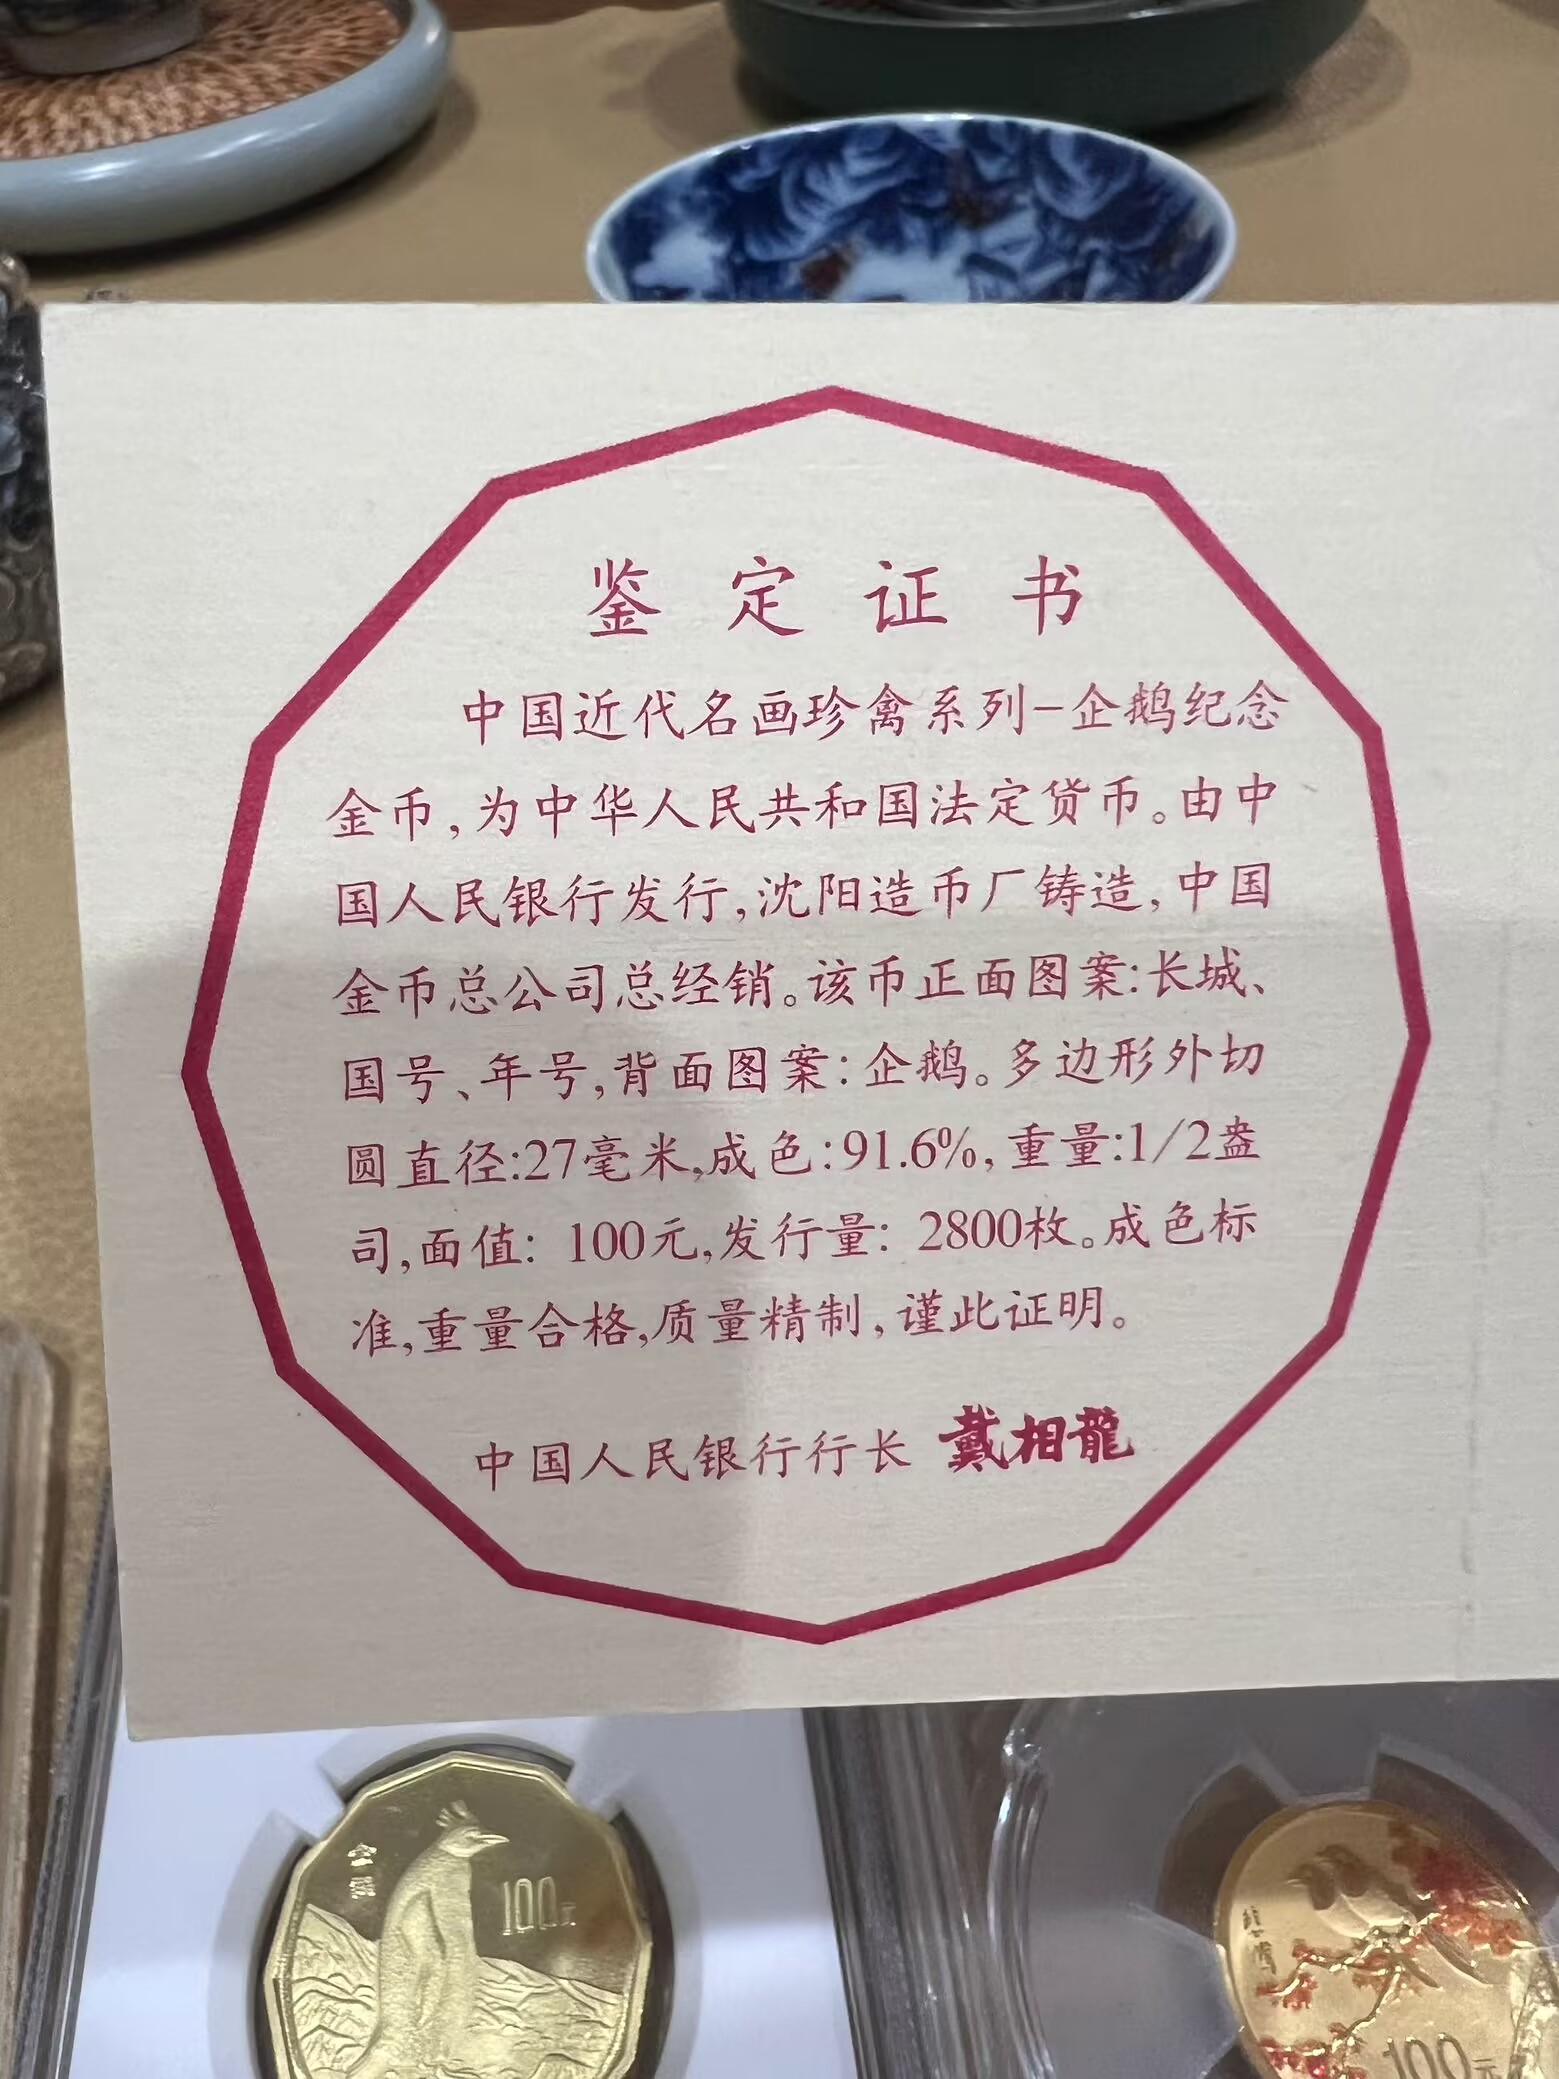 鉴定证书
中国近代名画珍禽系列-企鹅纪念
金币,为中华人民共和国法定货币。由中
国人民银行发行,沈阳造币厂铸造,中国
金币总公司总经销。该币正面图案:长城、
国号、年号,背面图案:企鹅。多边形外切
圆直径:27毫米,成色:91.6%,重量:1/2盎
司,面值: 100元,发行量: 2800枚。成色标
准,重量合格,质量精制,谨此证明。
中国人民银行行长 戴相龍
企鹅
100元
100元